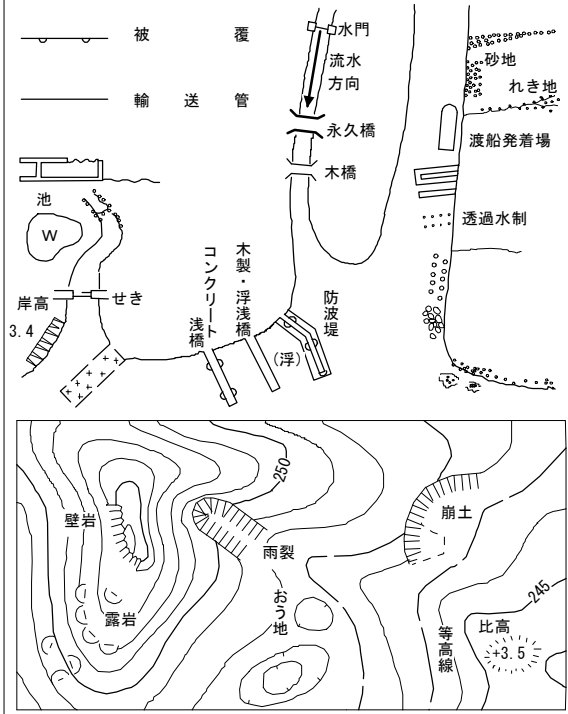 被覆
輸送管
水門
流水
方向
永久橋
木橋
砂地
れき地
渡船発着場
透過水制
池
W
岸高
3.4
せき
コンクリート
浅橋
木製・浮浅橋
(浮)
防波堤
250
壁岩
露岩
雨裂
おう地
崩土
等高線
245
比高
+3.5